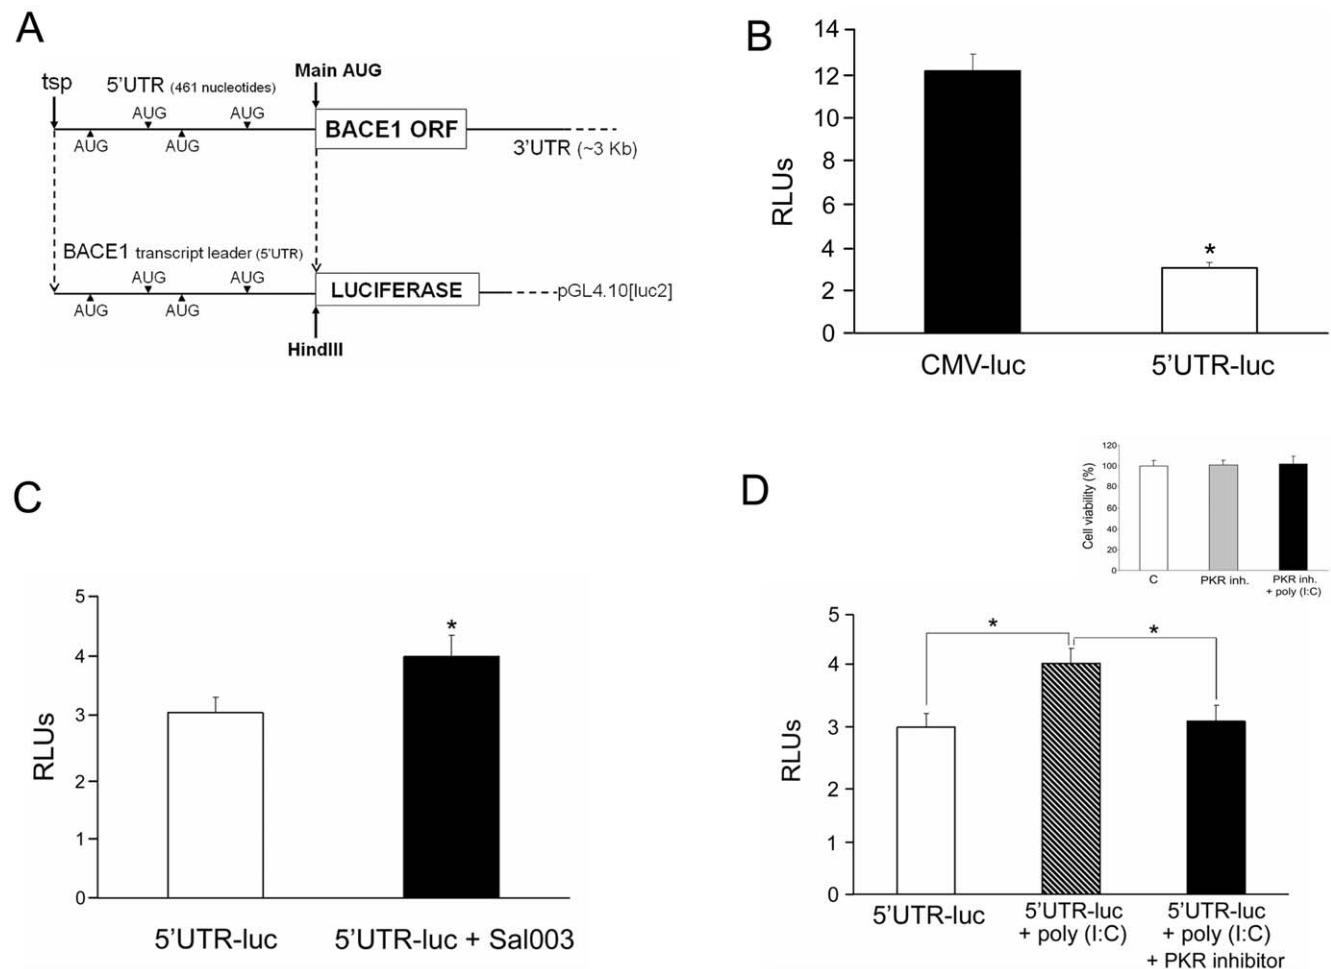 A
tsp
5'UTR (461 nucleotides)
Main AUG
AUG AUG
AUG AUG
BACE1 ORF
3'UTR (~3 Kb)
BACE1 transcript leader (5'UTR)
AUG AUG
AUG AUG
LUCIFERASE
pGL4.10[luc2]
HindIII
B
RLUs
14
12
10
8
6
4
2
0
*
CMV-luc 5'UTR-luc
C
RLUs
5
4
3
2
1
0
*
5'UTR-luc 5'UTR-luc + Sal003
D
Cell viability (%)
120
100
80
60
40
20
0
C PKR inh. PKR inh.
+ poly (I:C)
RLUs
5
4
3
2
1
0
* *
5'UTR-luc 5'UTR-luc 5'UTR-luc
+ poly (I:C) + poly (I:C)
+ PKR inhibitor